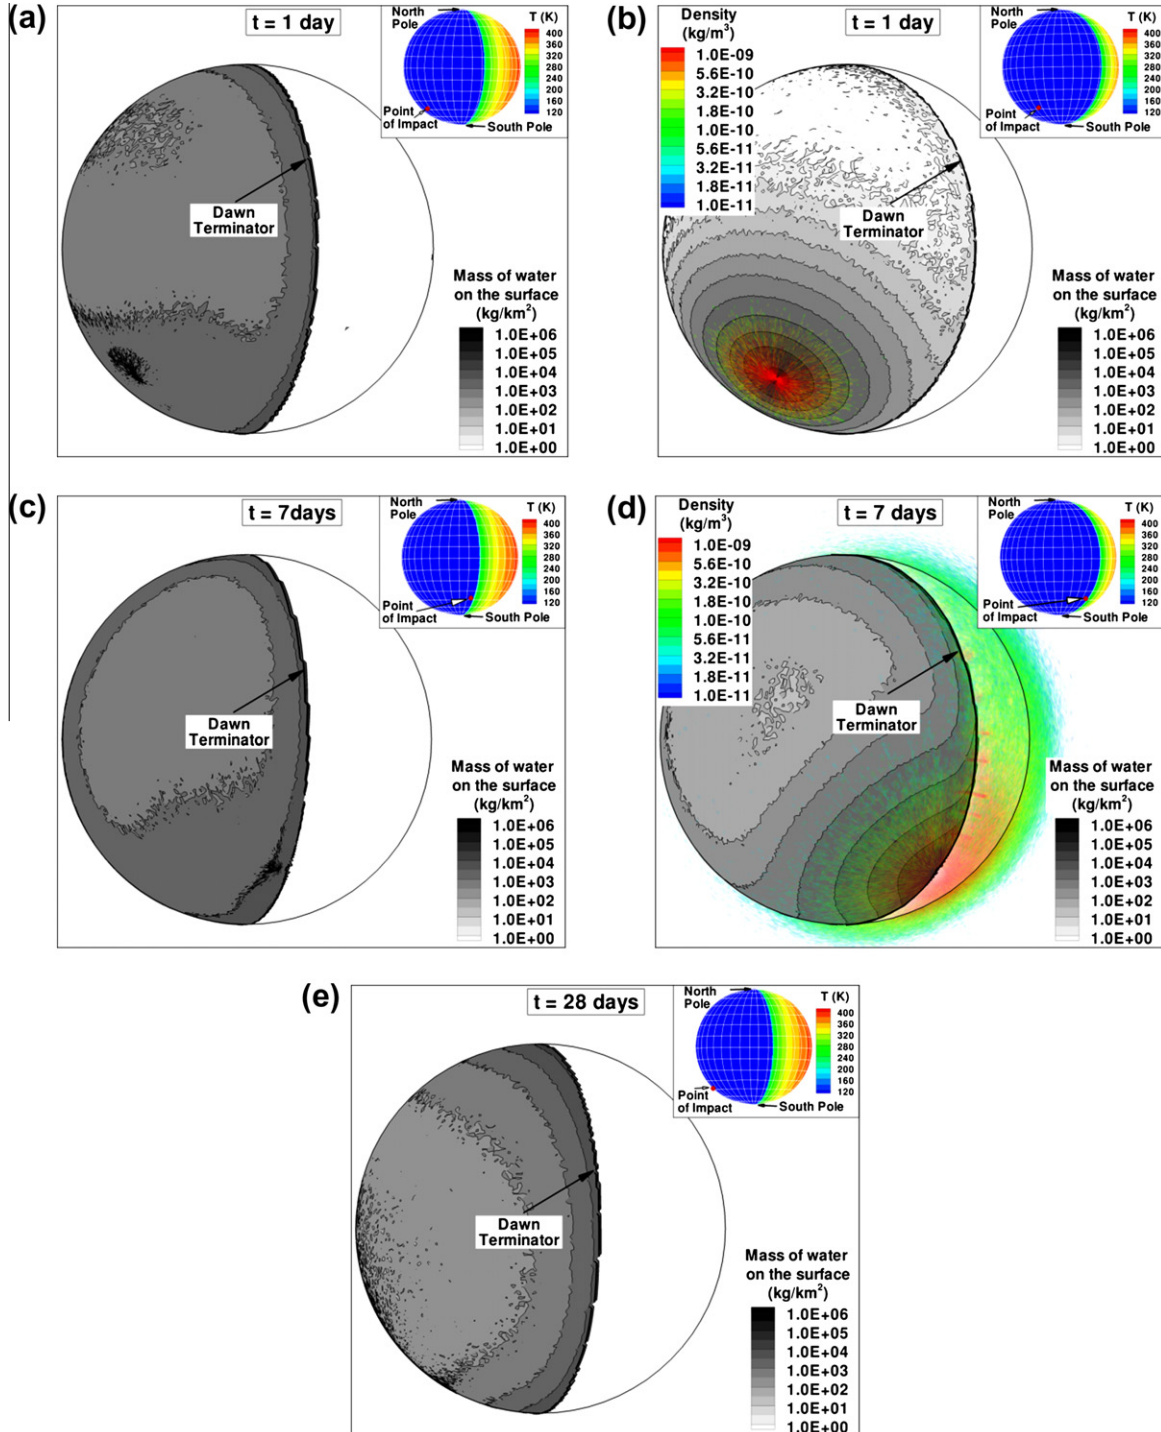 (a)
t = 1 day
North
Pole
T (K)
400
360
320
280
240
200
160
120
Point
of Impact
South Pole
Dawn
Terminator
Mass of water
on the surface
(kg/km²)
1.0E+06
1.0E+05
1.0E+04
1.0E+03
1.0E+02
1.0E+01
1.0E+00
(b)
Density
(kg/m³)
1.0E-09
5.6E-10
3.2E-10
1.8E-10
1.0E-10
5.6E-11
3.2E-11
1.8E-11
1.0E-11
t = 1 day
North
Pole
T (K)
400
360
320
280
240
200
160
120
Point
of Impact
South Pole
Dawn
Terminator
Mass of water
on the surface
(kg/km²)
1.0E+06
1.0E+05
1.0E+04
1.0E+03
1.0E+02
1.0E+01
1.0E+00
(c)
t = 7days
North
Pole
T (K)
400
360
320
280
240
200
160
120
Point
of Impact
South Pole
Dawn
Terminator
Mass of water
on the surface
(kg/km²)
1.0E+06
1.0E+05
1.0E+04
1.0E+03
1.0E+02
1.0E+01
1.0E+00
(d)
Density
(kg/m³)
1.0E-09
5.6E-10
3.2E-10
1.8E-10
1.0E-10
5.6E-11
3.2E-11
1.8E-11
1.0E-11
t = 7 days
North
Pole
T (K)
400
360
320
280
240
200
160
120
Point
of Impact
South Pole
Dawn
Terminator
Mass of water
on the surface
(kg/km²)
1.0E+06
1.0E+05
1.0E+04
1.0E+03
1.0E+02
1.0E+01
1.0E+00
(e)
t = 28 days
North
Pole
T (K)
400
360
320
280
240
200
160
120
Point
of Impact
South Pole
Dawn
Terminator
Mass of water
on the surface
(kg/km²)
1.0E+06
1.0E+05
1.0E+04
1.0E+03
1.0E+02
1.0E+01
1.0E+00